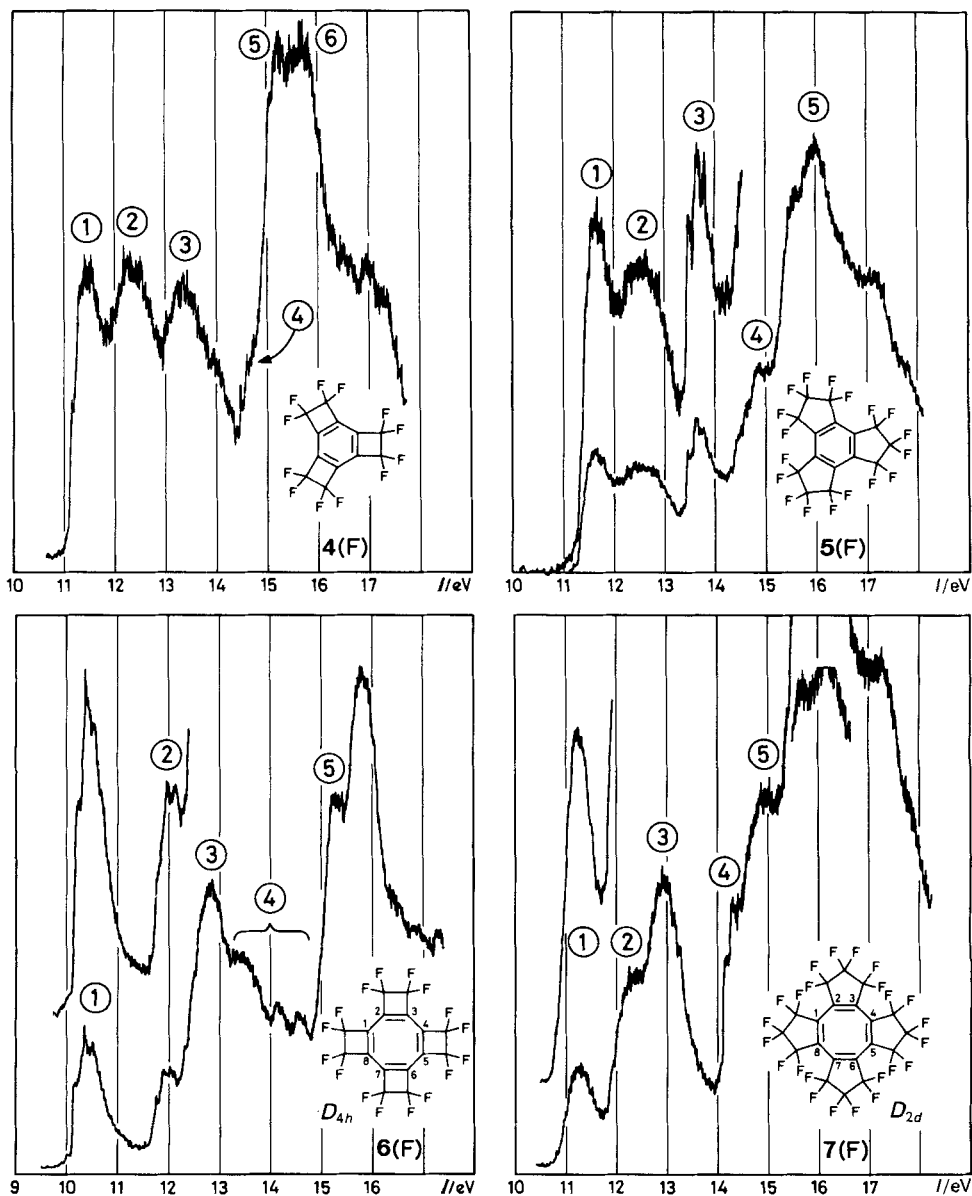 ① ② ③ ④ ⑤ ⑥
F F
F F
F F
F F
F F
F F
4(F)
10 11 12 13 14 15 16 17 I/eV
① ② ③ ④ ⑤
F F
F F
F F
F F
F F
F F
F F
F F
F F
5(F)
10 11 12 13 14 15 16 17 I/eV
① ② ③ ④ ⑤
F F
F F
2 3
F F
1 4
F F
8 5
F F
7 6
F F
F F
F F
D4h
6(F)
9 10 11 12 13 14 15 16 I/eV
① ② ③ ④ ⑤
F F
F F
F F
2 3
F F
1 4
F F
F F
8 5
F F
7 6
F F
F F
F F
F F
D2d
7(F)
10 11 12 13 14 15 16 17 I/eV